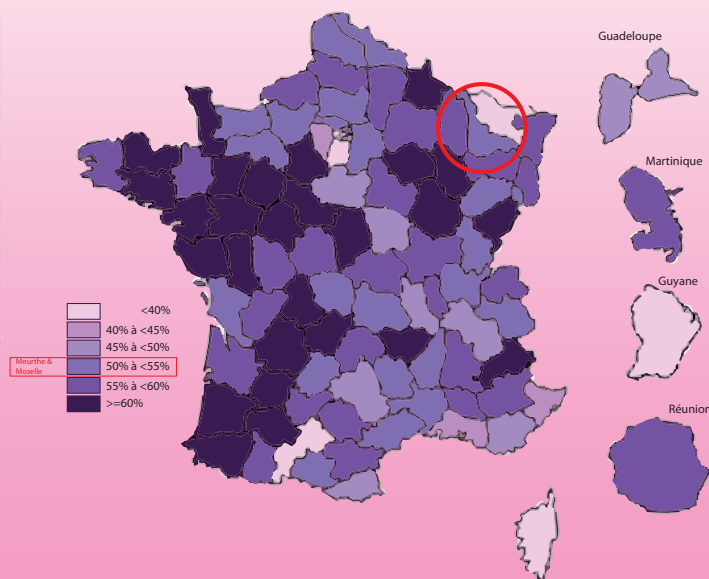 Guadeloupe
Martinique
Guyane
Réunion
<40%
40% à <45%
45% à <50%
Meurthe &
Moselle
50% à <55%
55% à <60%
>=60%